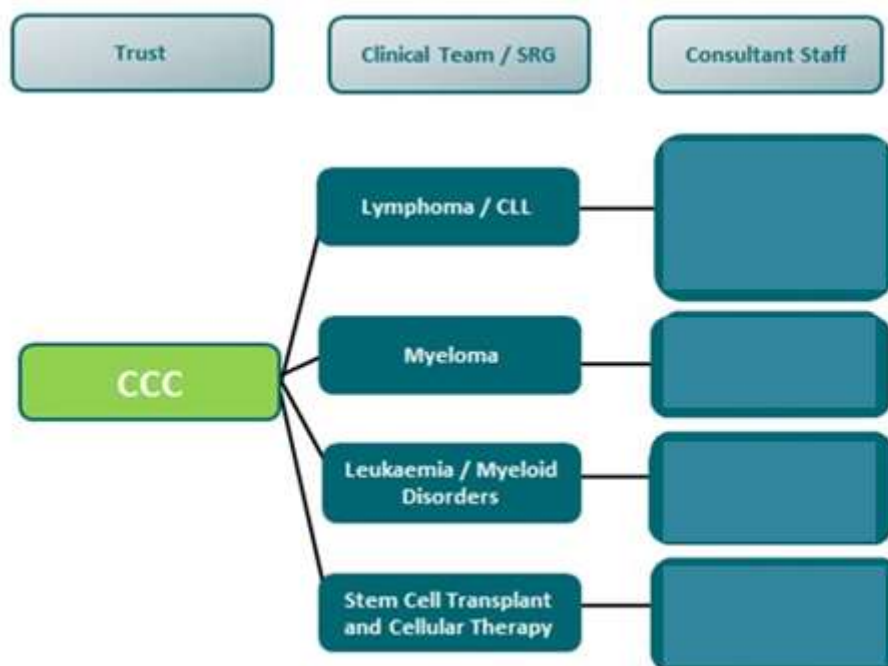 Trust
Clinical Team / SRG
Consultant Staff
Lymphoma / CLL
CCC
Myeloma
Leukaemia / Myeloid
Disorders
Stem Cell Transplant
and Cellular Therapy